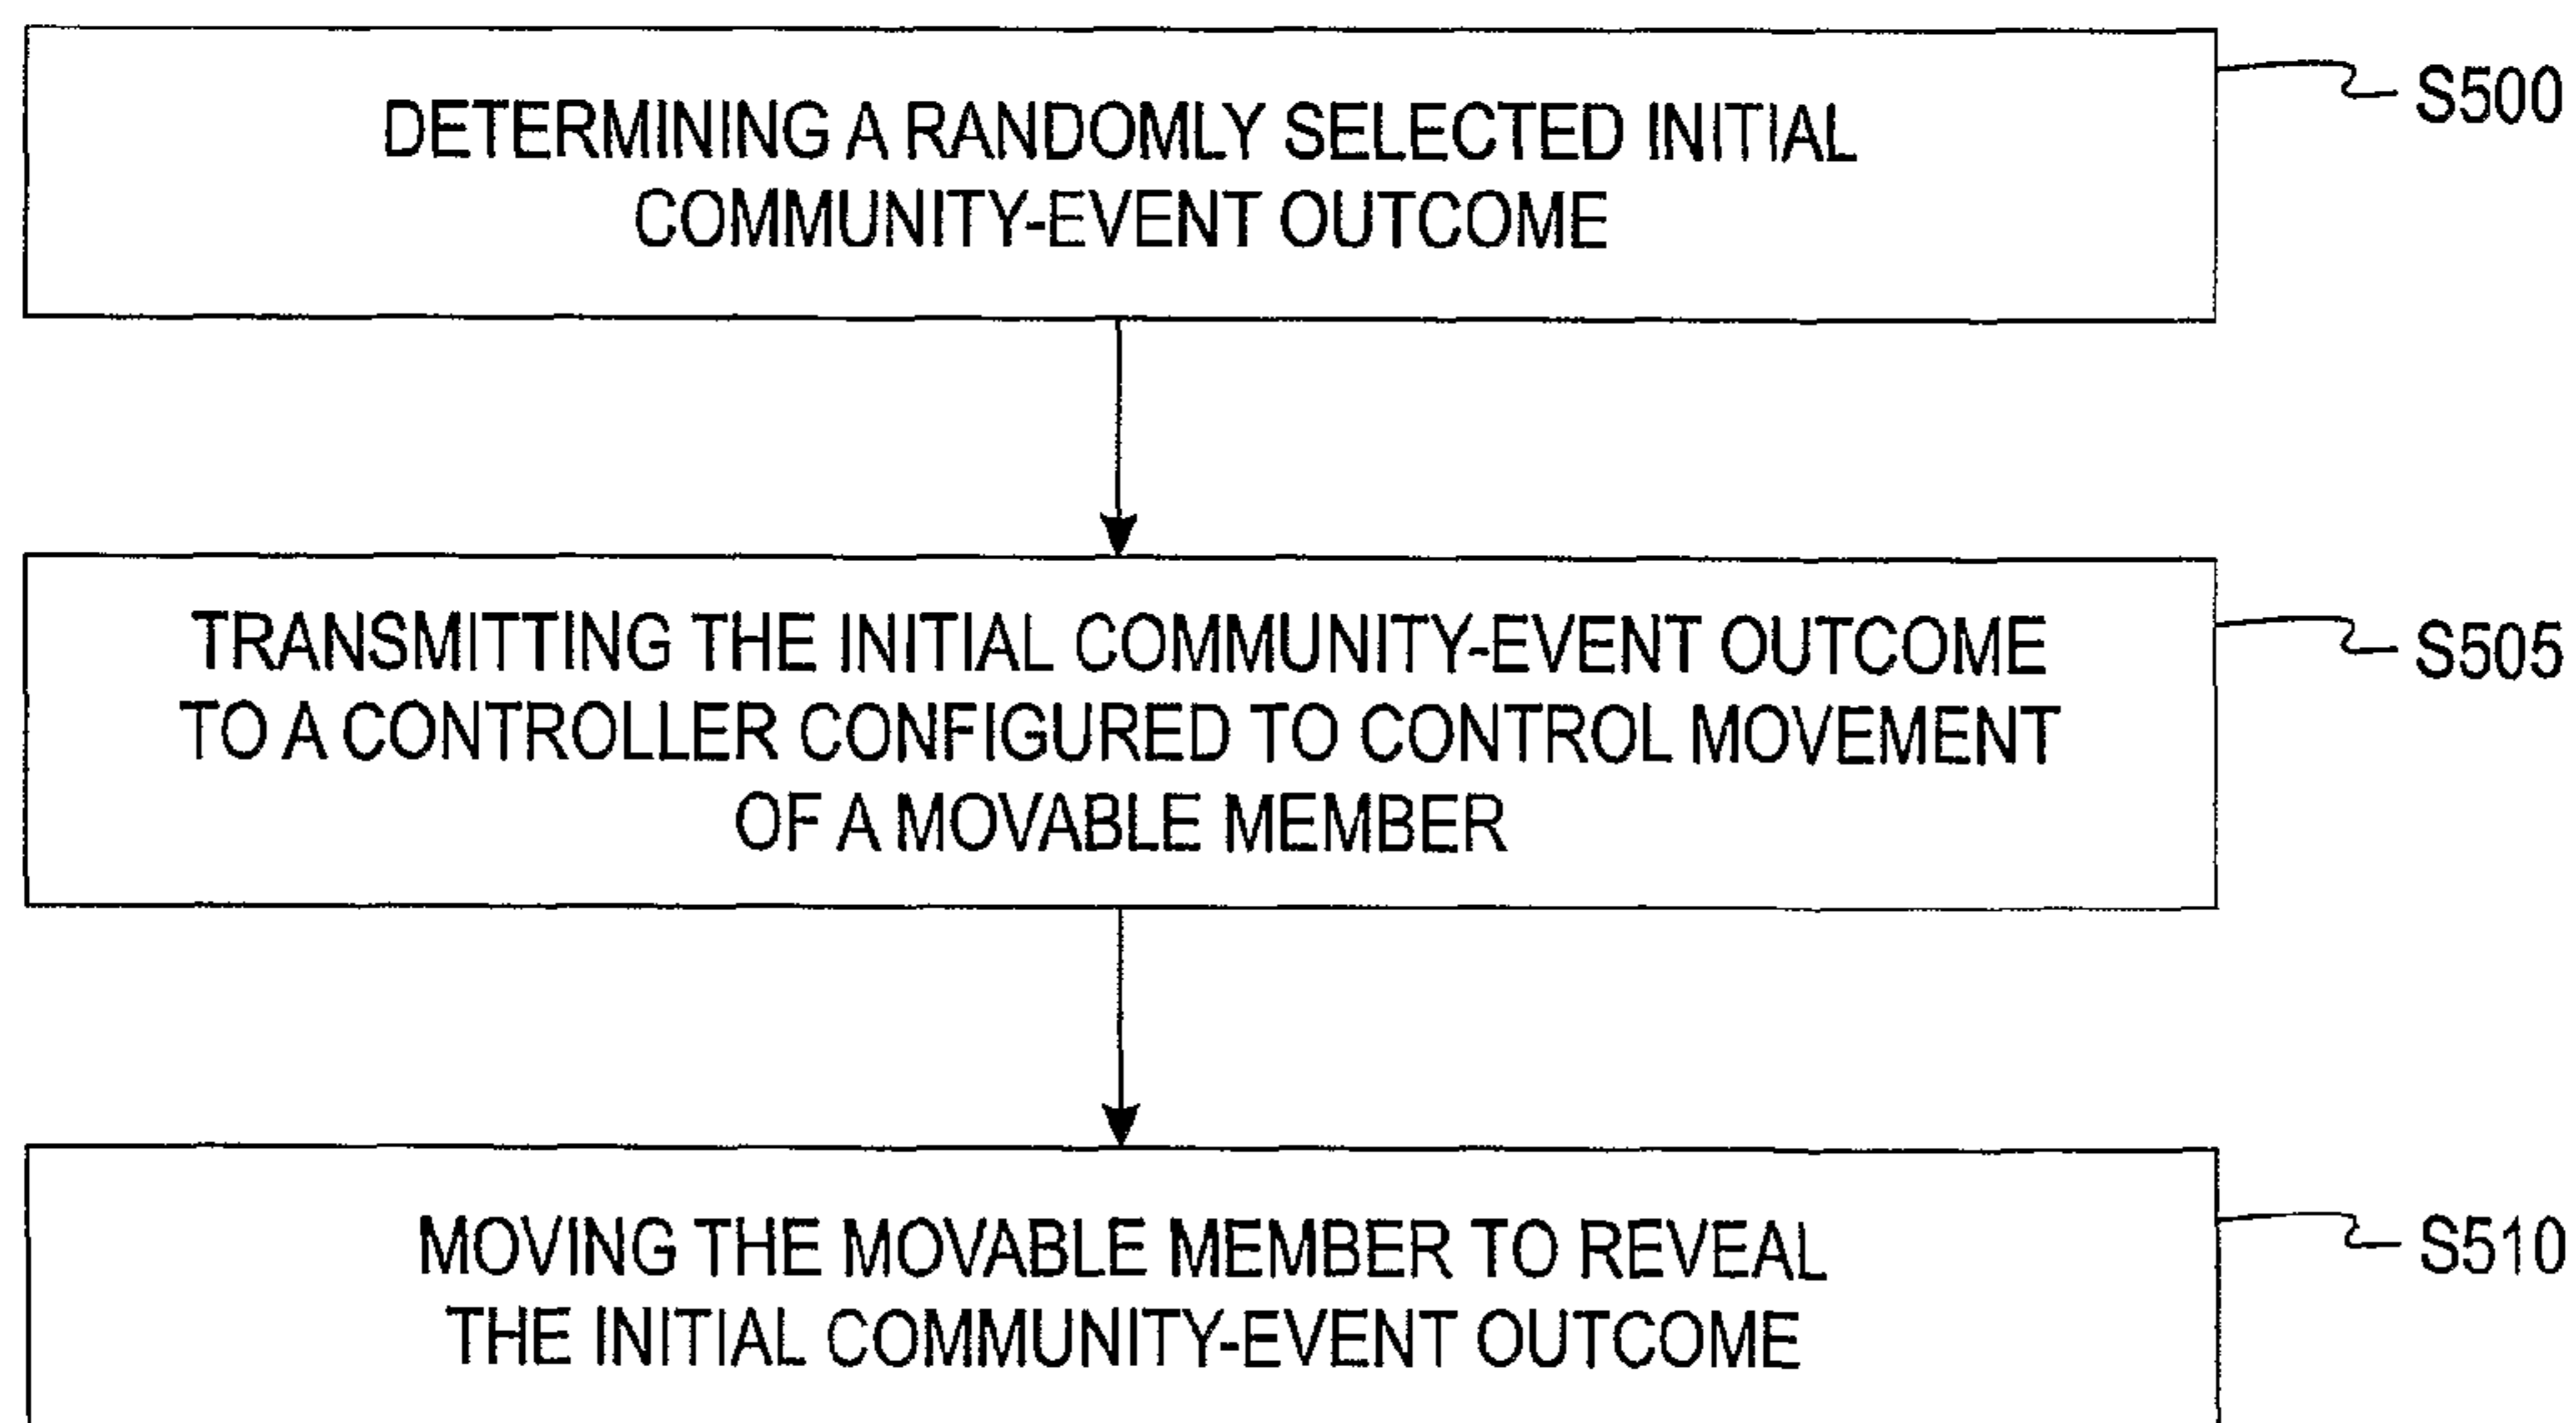 DETERMINING A RANDOMLY SELECTED INITIAL
COMMUNITY-EVENT OUTCOME
S500
TRANSMITTING THE INITIAL COMMUNITY-EVENT OUTCOME
TO A CONTROLLER CONFIGURED TO CONTROL MOVEMENT
OF A MOVABLE MEMBER
S505
MOVING THE MOVABLE MEMBER TO REVEAL
THE INITIAL COMMUNITY-EVENT OUTCOME
S510